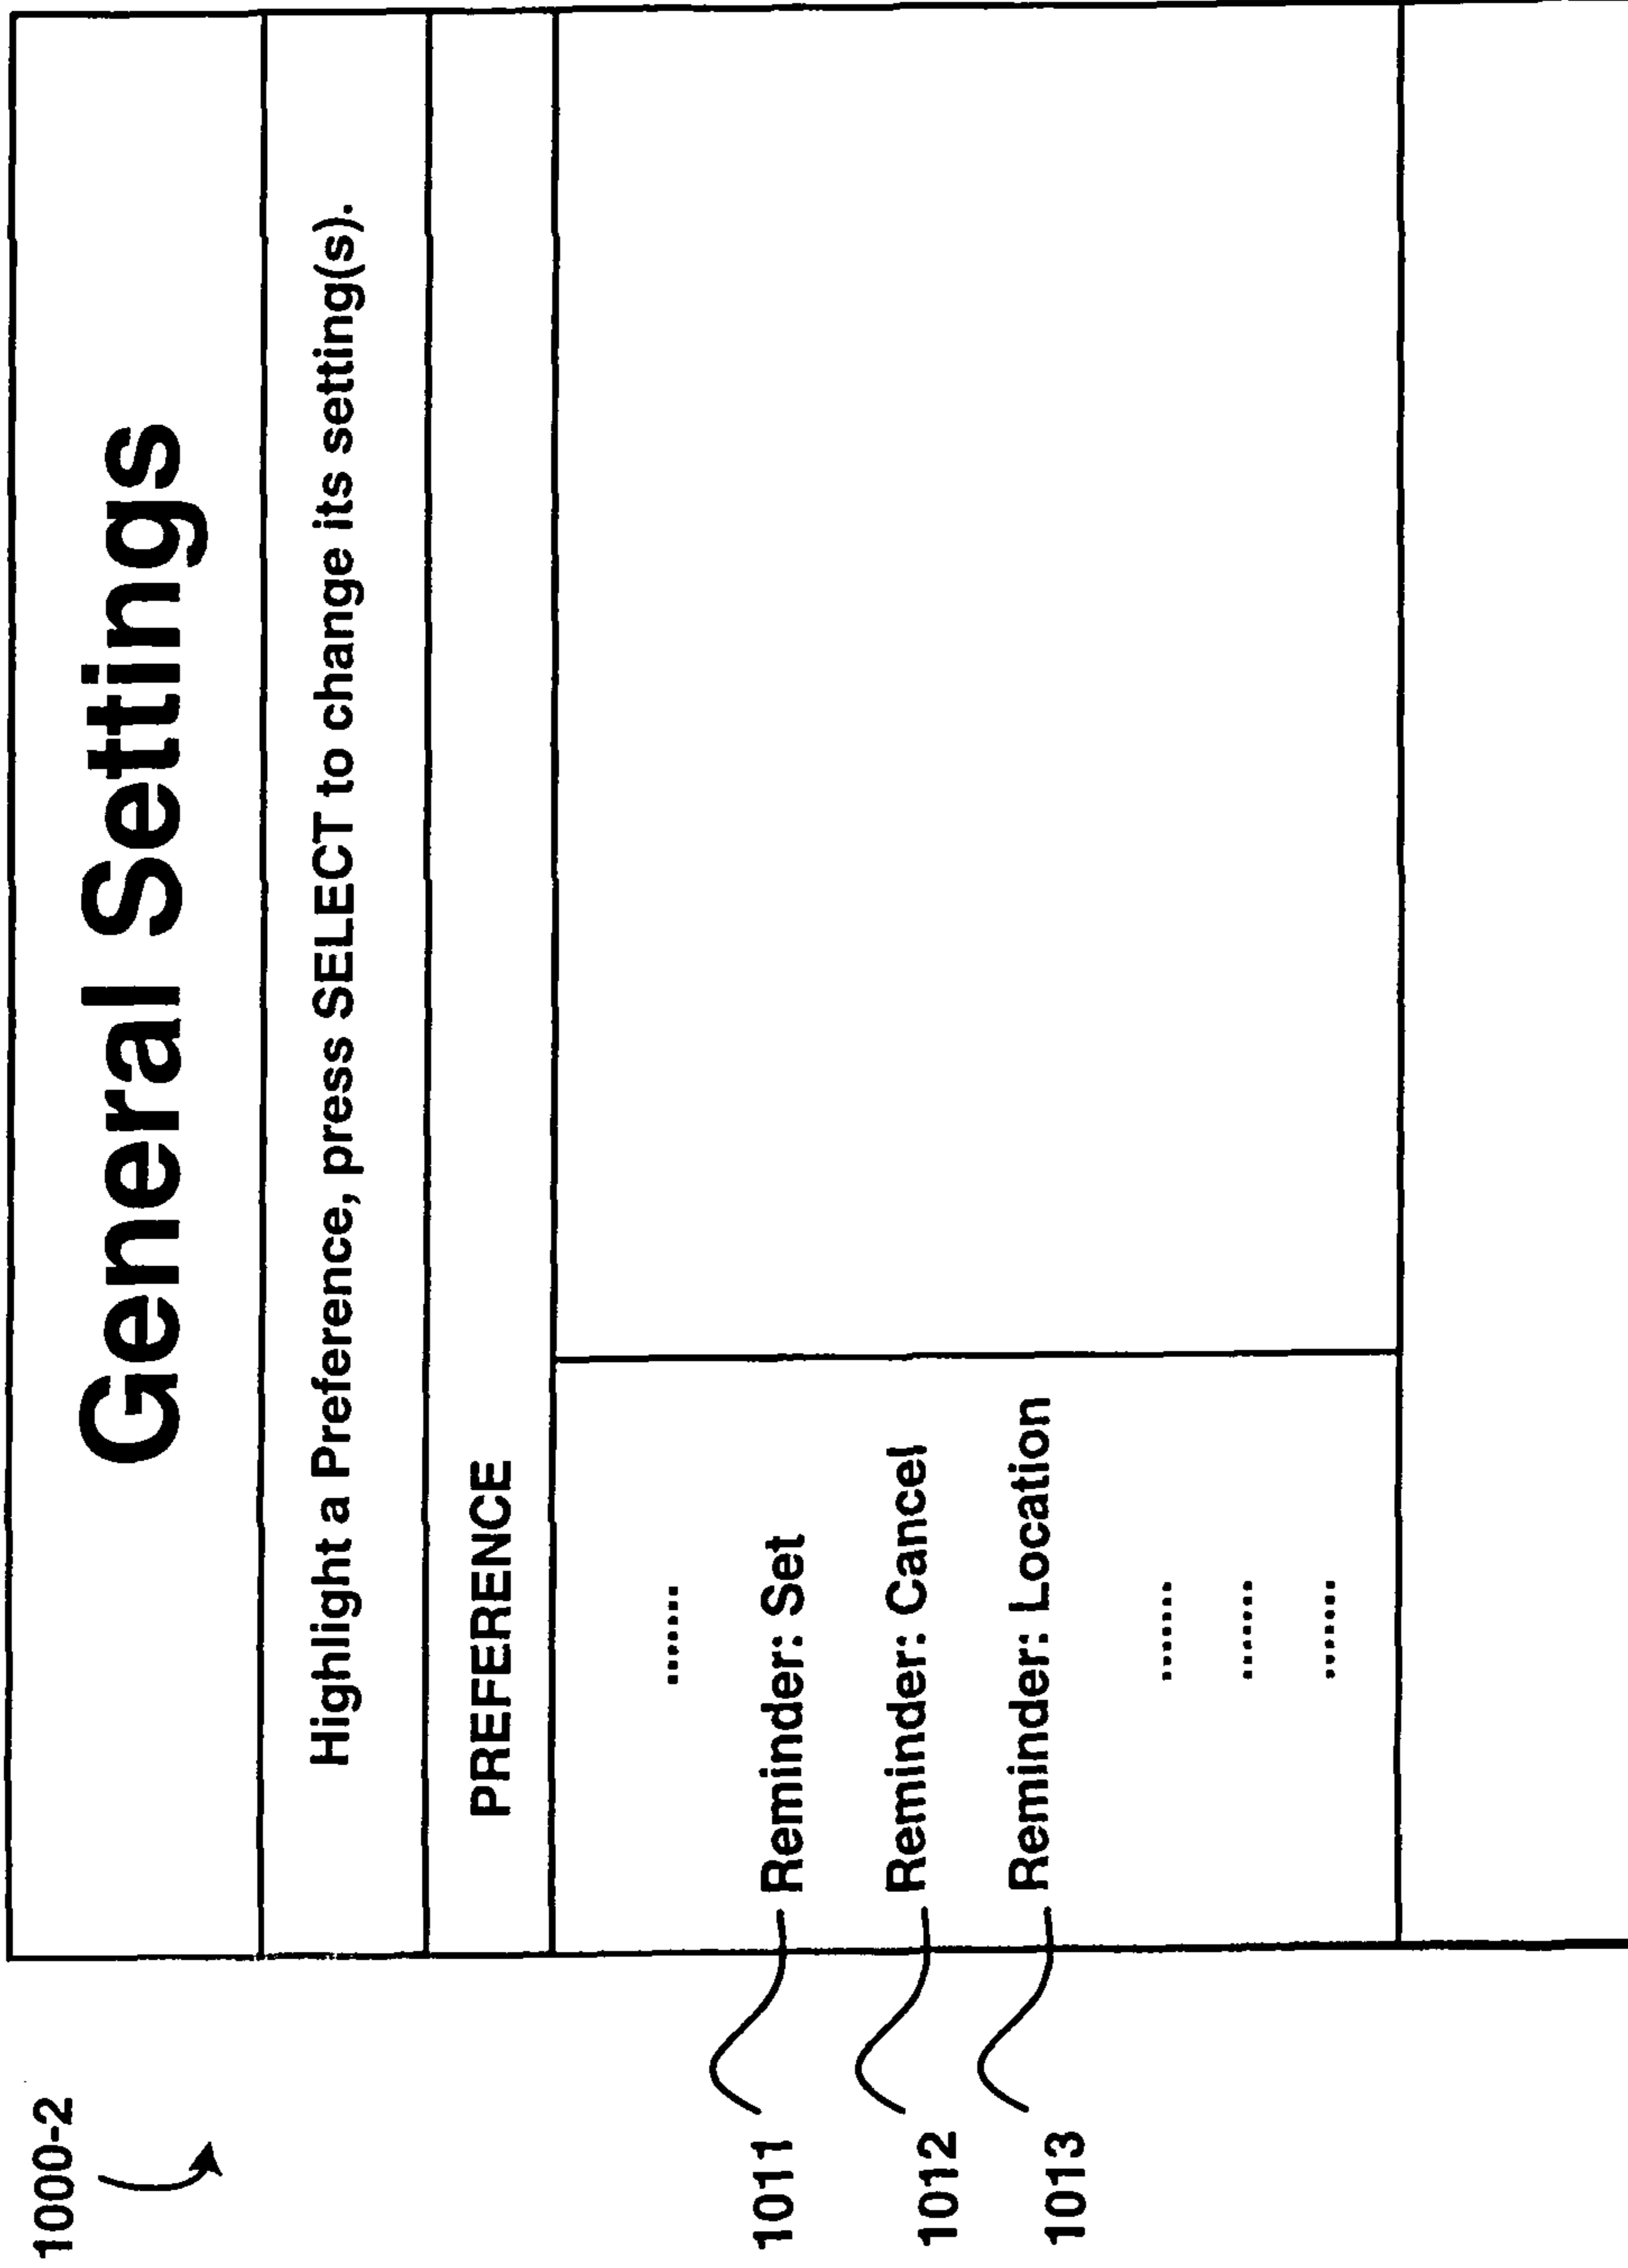 1000-2
General Settings
Highlight a Preference, press SELECT to change its setting(s).
PREFERENCE
.......
1011 Reminder: Set
1012 Reminder: Cancel
1013 Reminder: Location
.......
.......
.......